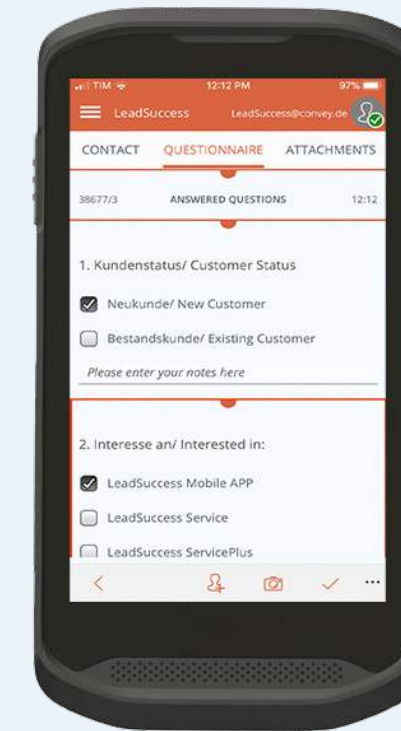 TIM 12:12 PM 97%
LeadSuccess LeadSuccess@convey.de
CONTACT QUESTIONNAIRE ATTACHMENTS
38677/3 ANSWERED QUESTIONS 12:12
1. Kundenstatus/ Customer Status
Neukunde/ New Customer
Bestandskunde/ Existing Customer
Please enter your notes here
2. Interesse an/ Interested in:
LeadSuccess Mobile APP
LeadSuccess Service
LeadSuccess ServicePlus